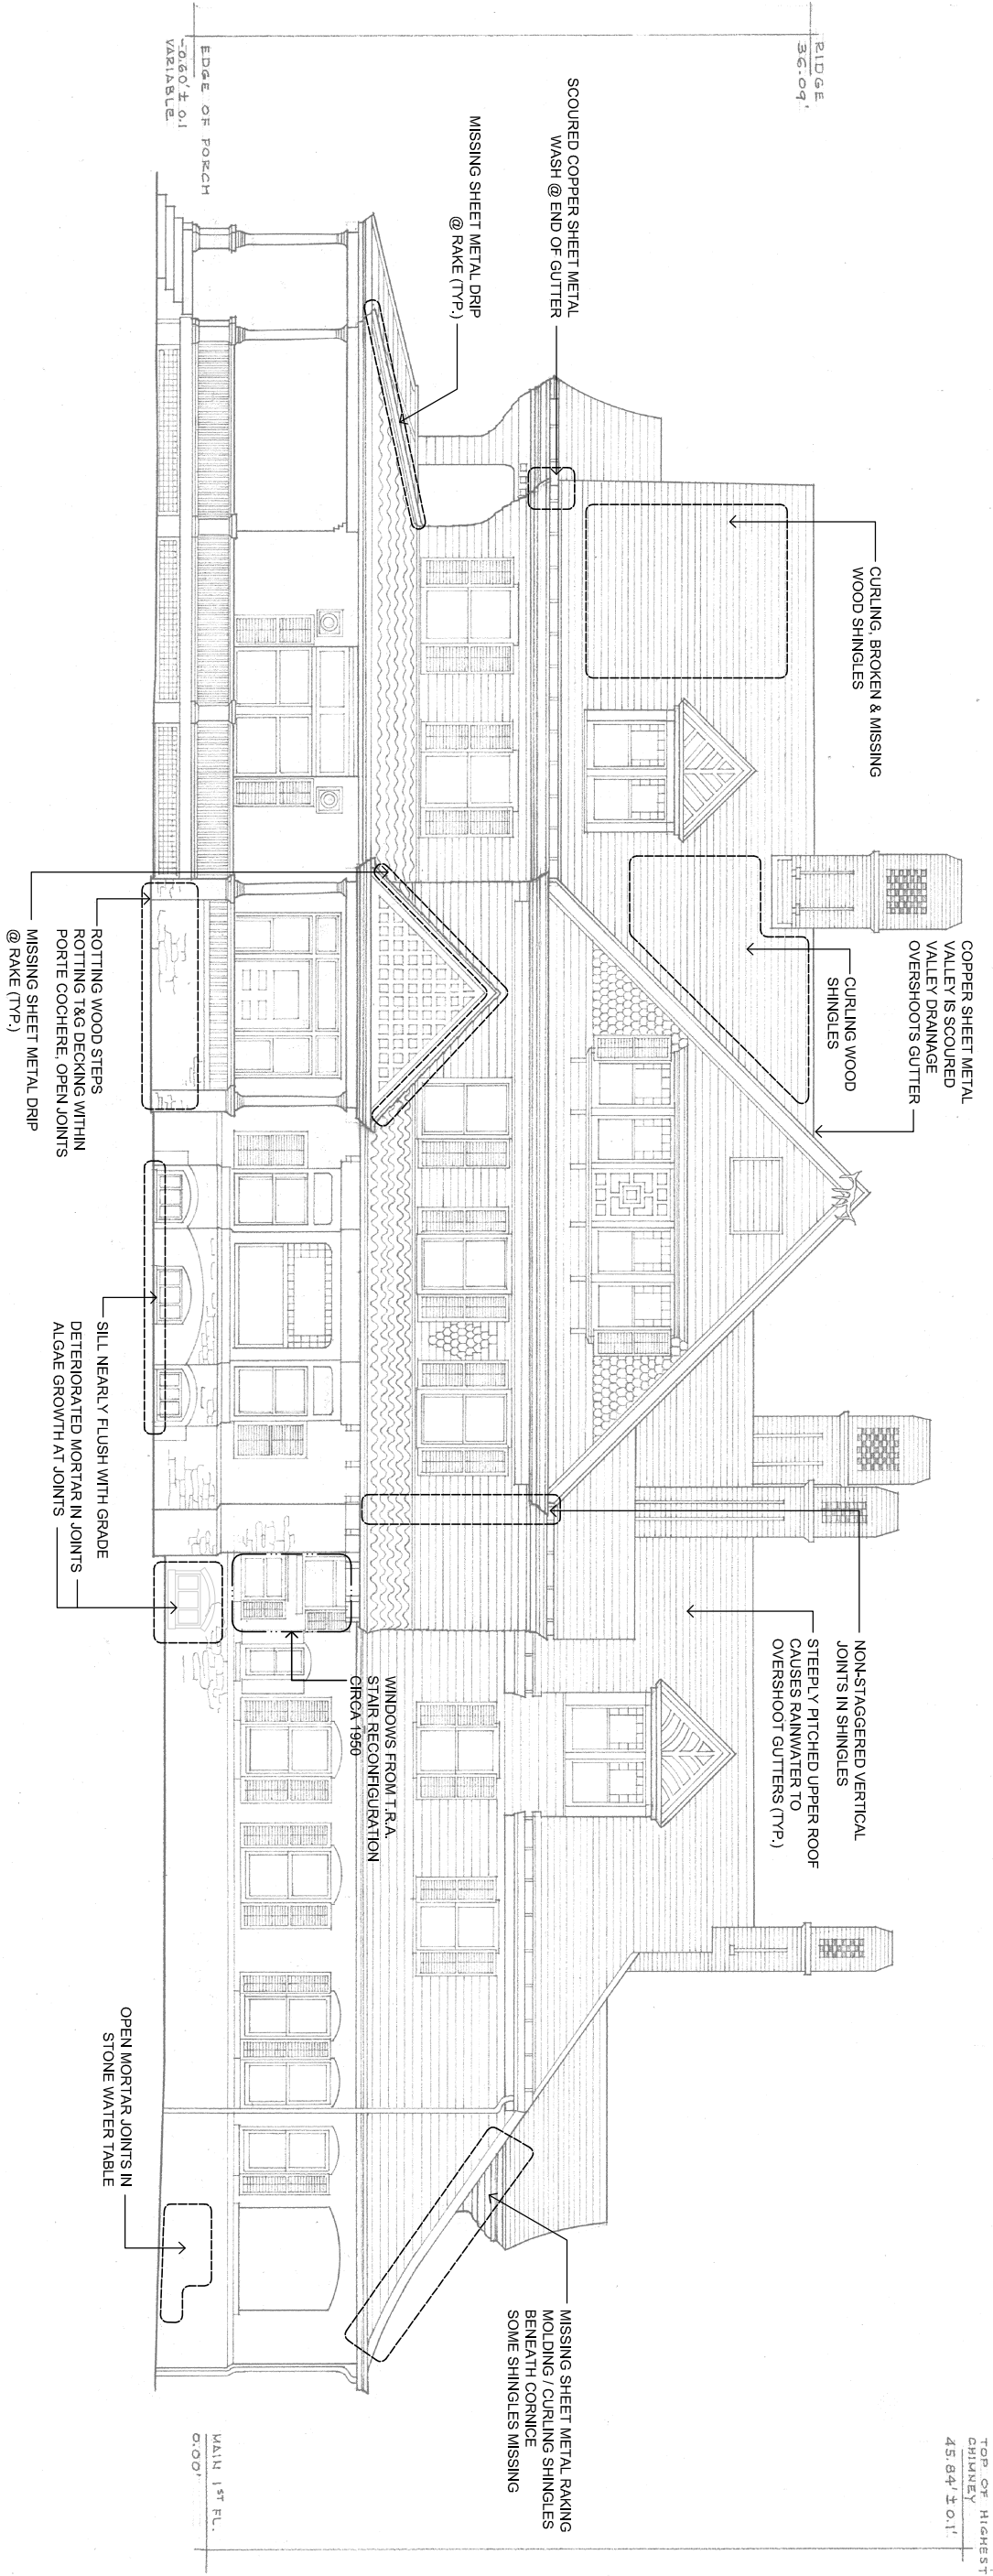 RIDGE
36.09'
EDGE OF PORCH
-0.60' ± 0.1
VARIABLE
SCOURED COPPER SHEET METAL
WASH @ END OF GUTTER
MISSING SHEET METAL DRIP
@ RAKE (TYP.)
CURLING, BROKEN & MISSING
WOOD SHINGLES
COPPER SHEET METAL
VALLEY IS SCOURED
VALLEY DRAINAGE
OVERSHOOTS GUTTER
CURLING WOOD
SHINGLES
ROTTING WOOD STEPS
ROTTING T&G DECKING WITHIN
PORTE COCHERE, OPEN JOINTS
MISSING SHEET METAL DRIP
@ RAKE (TYP.)
SILL NEARLY FLUSH WITH GRADE
DETERIORATED MORTAR IN JOINTS
ALGAE GROWTH AT JOINTS
NON-STAGGERED VERTICAL
JOINTS IN SHINGLES
STEEPLY PITCHED UPPER ROOF
CAUSES RAINWATER TO
OVERSHOOT GUTTERS (TYP.)
WINDOWS FROM T.R.A.
STAIR RECONFIGURATION
CIRCA 1950
OPEN MORTAR JOINTS IN
STONE WATER TABLE
MISSING SHEET METAL RAKING
MOLDING / CURLING SHINGLES
BENEATH CORNICE
SOME SHINGLES MISSING
TOP OF HIGHEST
CHIMNEY
45.84' ± 0.1'
MAIN 1ST FL.
0.00'